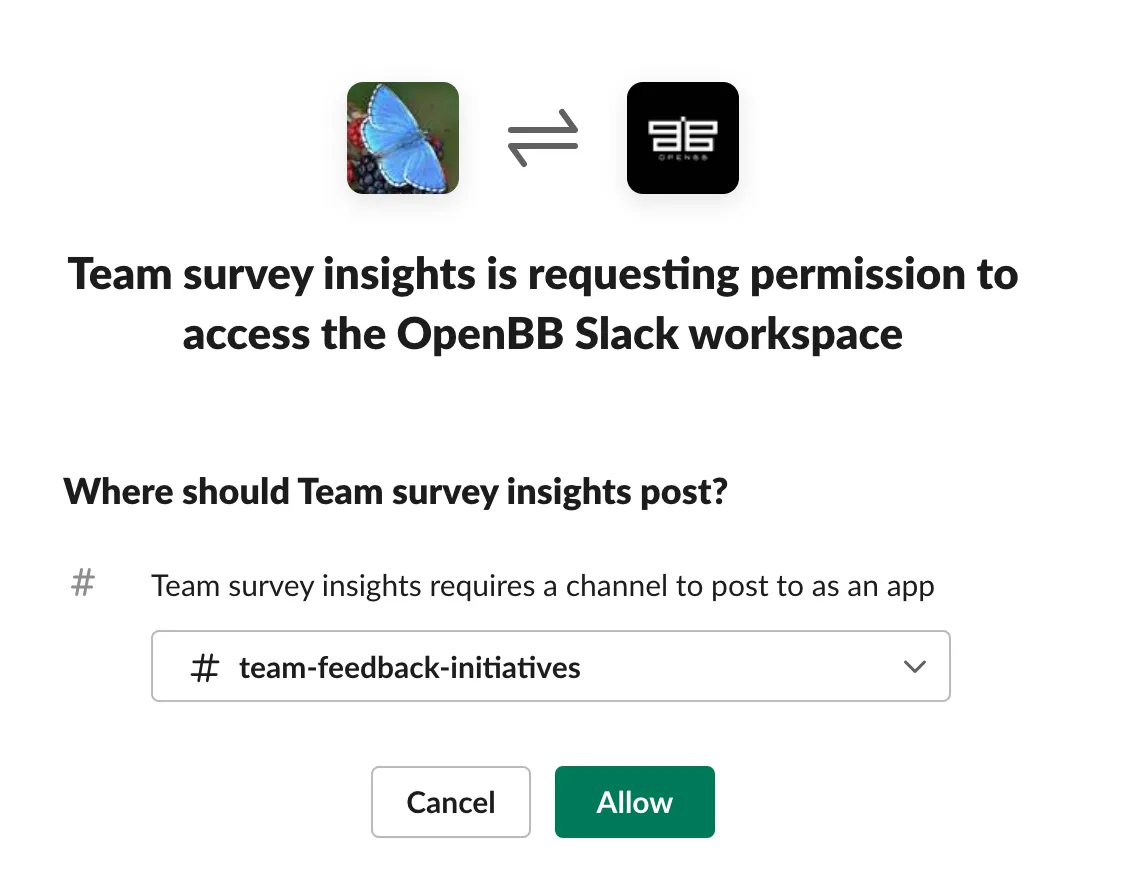 OPENBB
Team survey insights is requesting permission to
access the OpenBB Slack workspace
Where should Team survey insights post?
# Team survey insights requires a channel to post to as an app
# team-feedback-initiatives
Cancel Allow